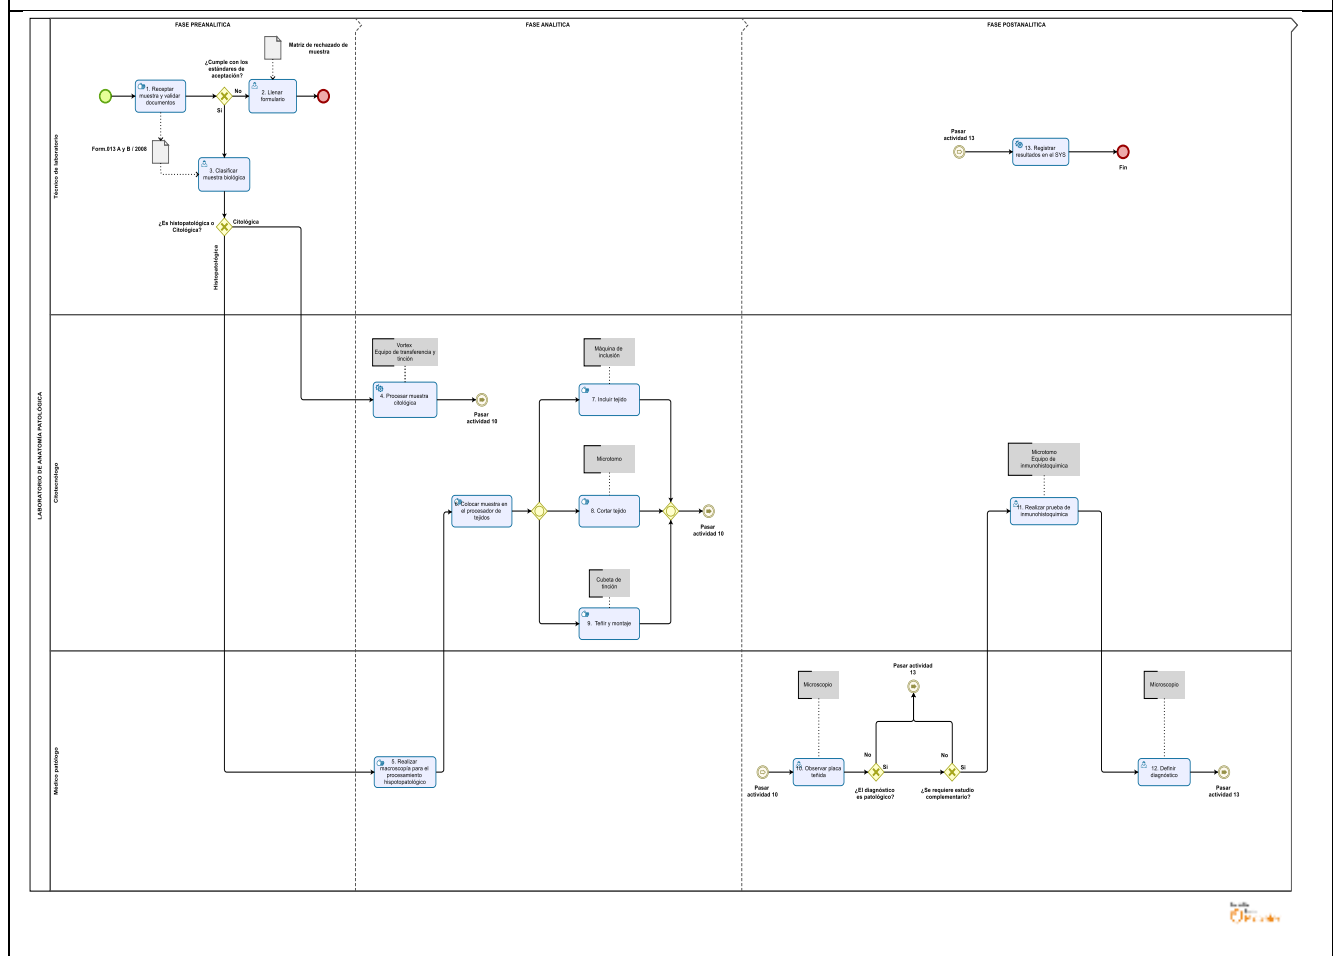 FASE PREANALITICA
FASE ANALITICA
FASE POSTANALITICA
LABORATORIO DE ANATOMÍA PATOLÓGICA
Técnico de laboratorio
Matriz de rechazado de
muestra
¿Cumple con los
estándares de
aceptación?
1. Receptar
muestra y validar
documentos
No
2. Llenar
formulario
Si
Form.013 A y B / 2008
3. Clasificar
muestra biológica
¿Es histopatológica o
Citológica?
Citológica
Histopatológica
Pasar
actividad 13
13. Registrar
resultados en el SYS
Fin
Citotecnólogo
Vortex
Equipo de transferencia y
tinción
4. Procesar muestra
citológica
Pasar
actividad 10
Máquina de
inclusión
7. Incluir tejido
Microtomo
Colocar muestra en
el procesador de
tejidos
8. Cortar tejido
Pasar
actividad 10
Cubeta de
tinción
9. Teñir y montaje
Microtomo
Equipo de
inmunohistoquímica
11. Realizar prueba de
inmunohistoquimica
Médico patólogo
5. Realizar
macroscopía para el
procesamiento
hispotopatológico
Microscopio
Pasar actividad
13
Microscopio
Pasar
actividad 10
10. Observar placa
teñida
No
Si
¿El diagnóstico
es patológico?
No
Si
¿Se requiere estudio
complementario?
12. Definir
diagnóstico
Pasar
actividad 13